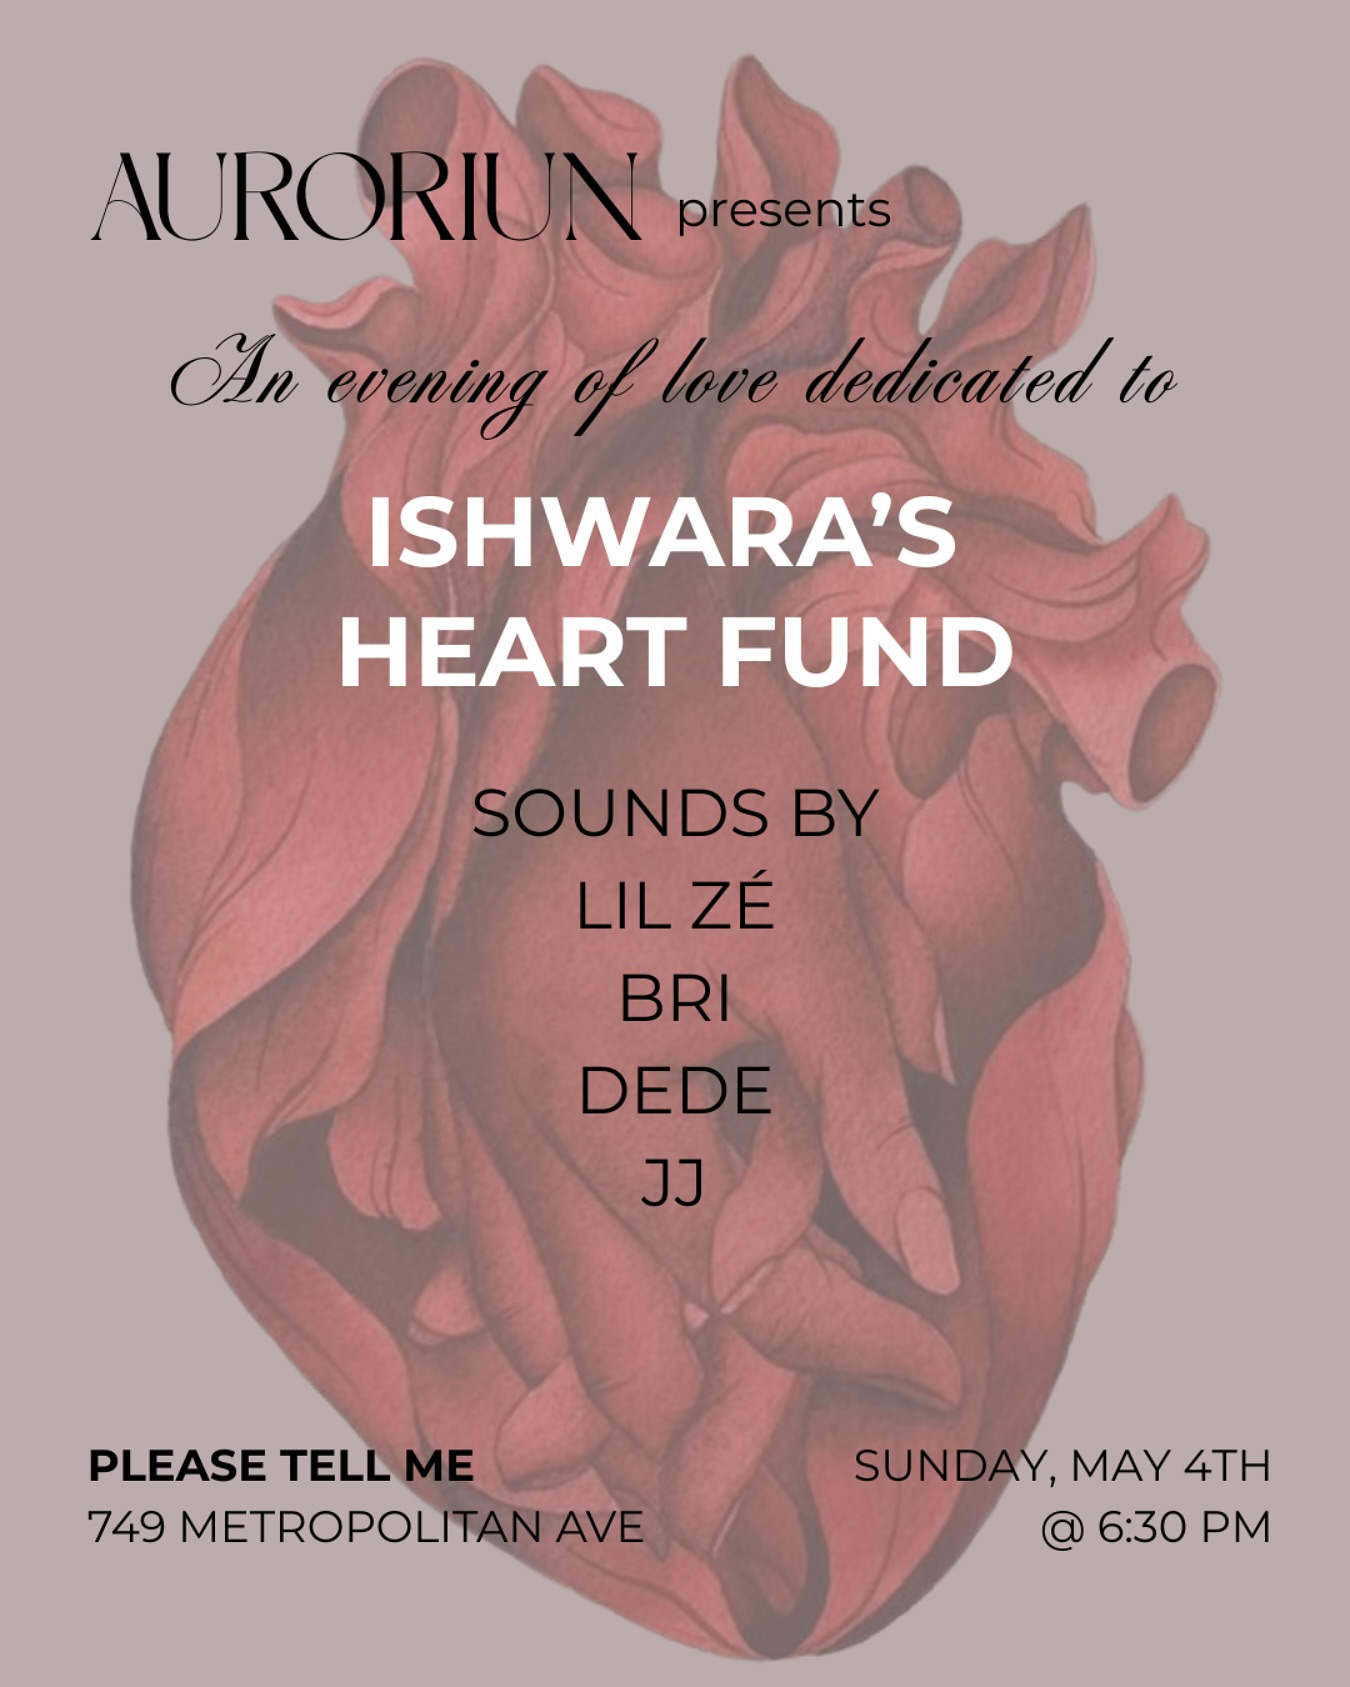 AURORIUN presents
An evening of love dedicated to
ISHWARA’S
HEART FUND
SOUNDS BY
LIL ZÉ
BRI
DEDE
JJ
PLEASE TELL ME
749 METROPOLITAN AVE
SUNDAY, MAY 4TH
@ 6:30 PM